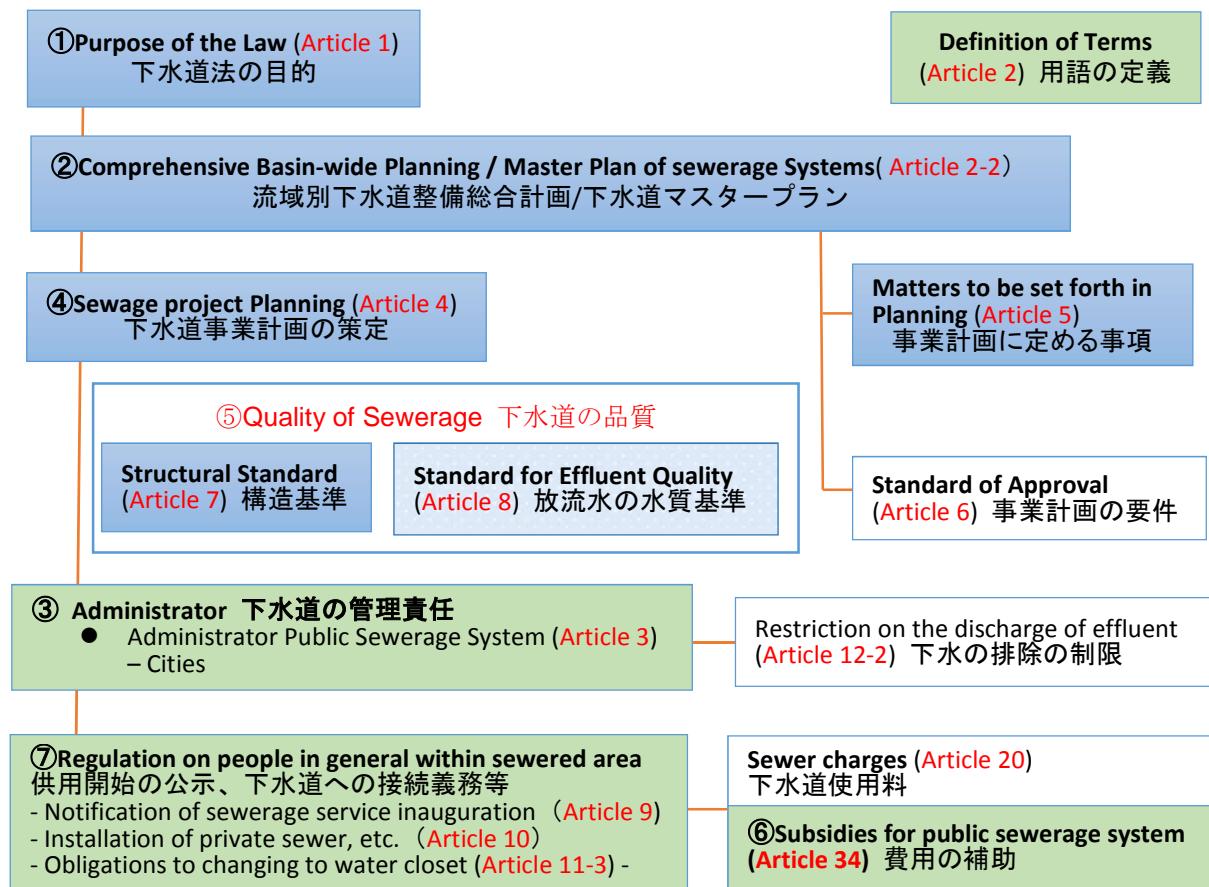 ①Purpose of the Law (Article 1)
下水道法の目的
Definition of Terms
(Article 2) 用語の定義
②Comprehensive Basin-wide Planning / Master Plan of sewerage Systems( Article 2-2）
流域別下水道整備総合計画/下水道マスタープラン
④Sewage project Planning (Article 4)
下水道事業計画の策定
Matters to be set forth in
Planning (Article 5)
事業計画に定める事項
⑤Quality of Sewerage 下水道の品質
Structural Standard
(Article 7) 構造基準
Standard for Effluent Quality
(Article 8) 放流水の水質基準
Standard of Approval
(Article 6) 事業計画の要件
③ Administrator 下水道の管理責任
● Administrator Public Sewerage System (Article 3)
– Cities
Restriction on the discharge of effluent
(Article 12-2) 下水の排除の制限
⑦Regulation on people in general within sewered area
供用開始の公示、下水道への接続義務等
- Notification of sewerage service inauguration（Article 9)
- Installation of private sewer, etc.（Article 10）
- Obligations to changing to water closet (Article 11-3) -
Sewer charges (Article 20)
下水道使用料
⑥Subsidies for public sewerage system
(Article 34) 費用の補助